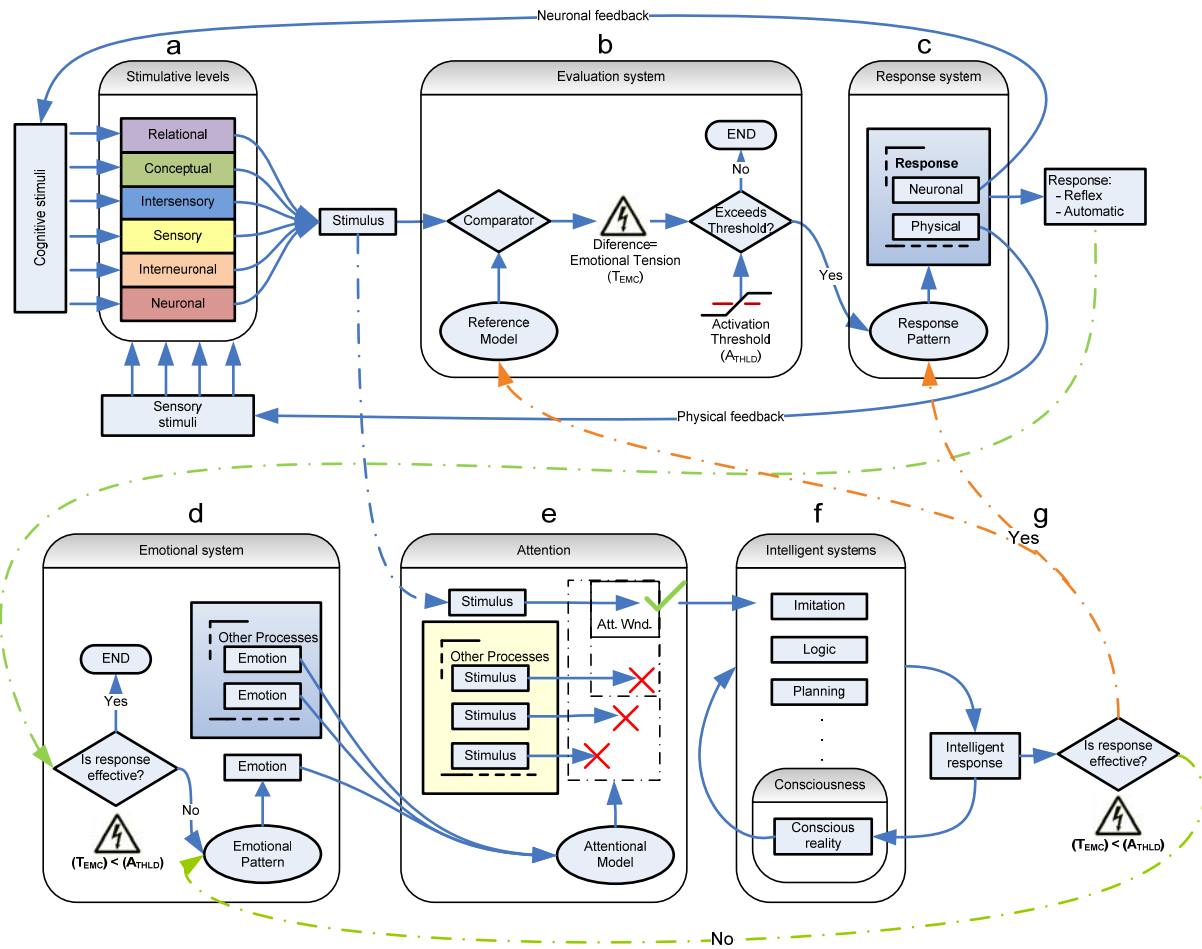 Neuronal feedback
a
b
c
Stimulative levels
Evaluation system
Response system
Cognitive stimuli
Relational
Conceptual
Intersensory
Sensory
Interneuronal
Neuronal
Stimulus
Comparator
Reference
Model
Diference=
Emotional Tension
(TEMC)
END
No
Exceeds
Threshold?
Activation
Threshold
(ATHLD)
Yes
Response
Neuronal
Physical
Response
Pattern
Response:
- Reflex
- Automatic
Sensory
stimuli
Physical feedback
d
e
f
g
Yes
Emotional system
Attention
Intelligent systems
END
Yes
Is response
effective?
(TEMC) < (ATHLD)
No
Other Processes
Emotion
Emotion
Emotion
Emotional
Pattern
Stimulus
Att. Wnd.
Other Processes
Stimulus
Stimulus
Stimulus
Attentional
Model
Imitation
Logic
Planning
Consciousness
Conscious
reality
Intelligent
response
Is response
effective?
(TEMC) < (ATHLD)
No